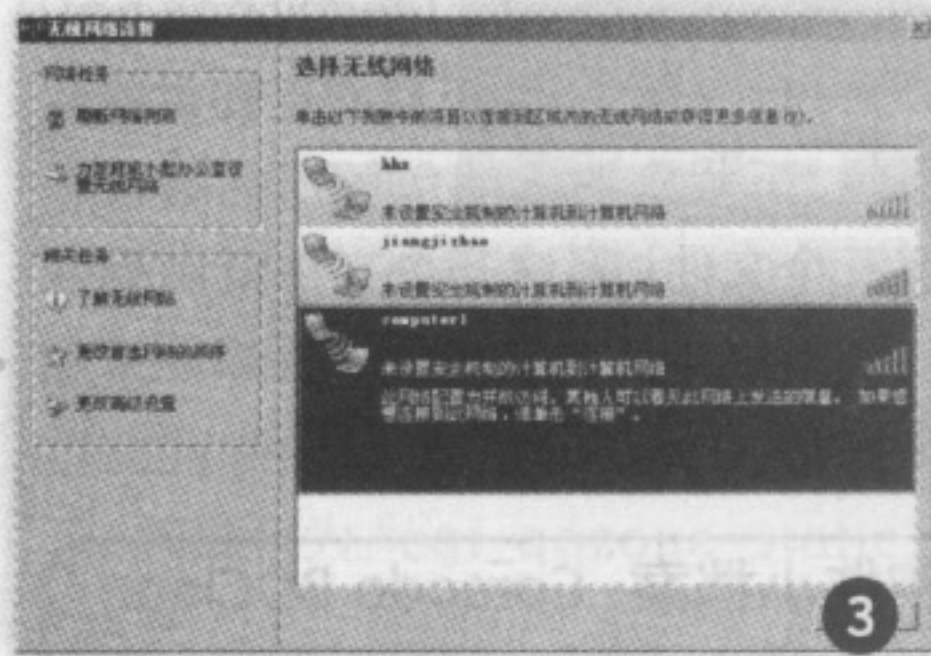 无线网络连接
网络任务
刷新网络列表
为家庭或小型办公室设
置无线网络
相关任务
了解无线网络
更改首选网络的顺序
更改高级设置
选择无线网络
单击以下列表中的项目以连接到区域内的无线网络或获得更多信息(W)。
hhz
未设置安全机制的计算机到计算机网络
jiangjizhao
未设置安全机制的计算机到计算机网络
computer1
未设置安全机制的计算机到计算机网络
此网络配置为开放访问。其他人可以看见此网络上发送的信息。 如果您
要连接到此网络，请单击“连接”。
3